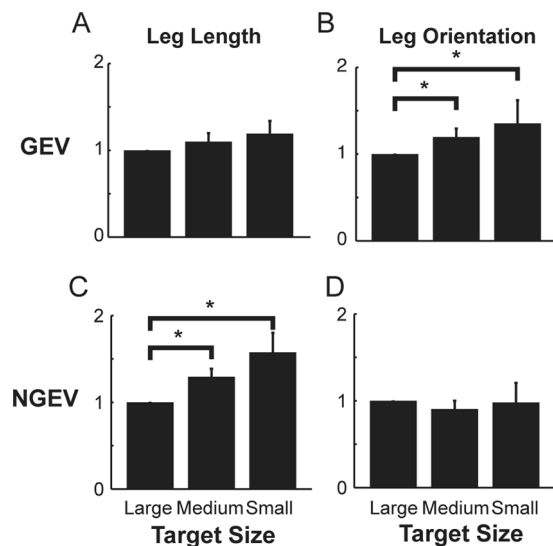 A
Leg Length
B
Leg Orientation
GEV
2
1
0
2
1
0
*
*
C
D
NGEV
2
1
0
2
1
0
*
*
Large Medium Small
Large Medium Small
Target Size
Target Size